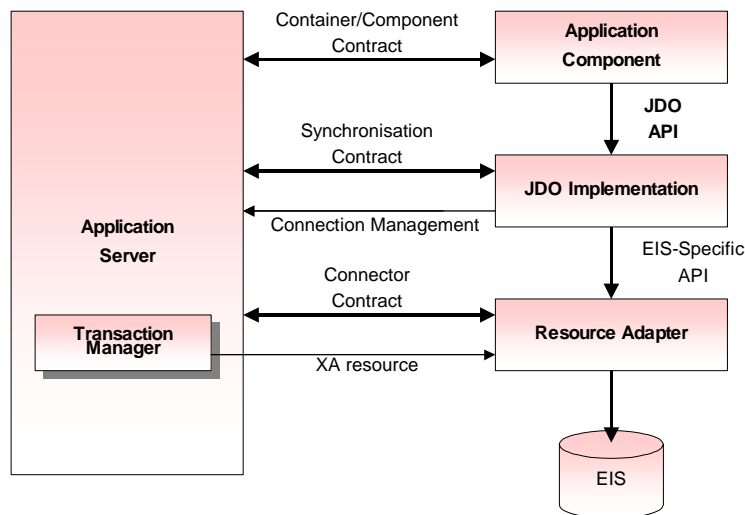 Container/Component
Contract
Application
Component
JDO
API
Synchronisation
Contract
JDO Implementation
Connection Management
Application
Server
EIS-Specific
API
Connector
Contract
Transaction
Manager
Resource Adapter
XA resource
EIS